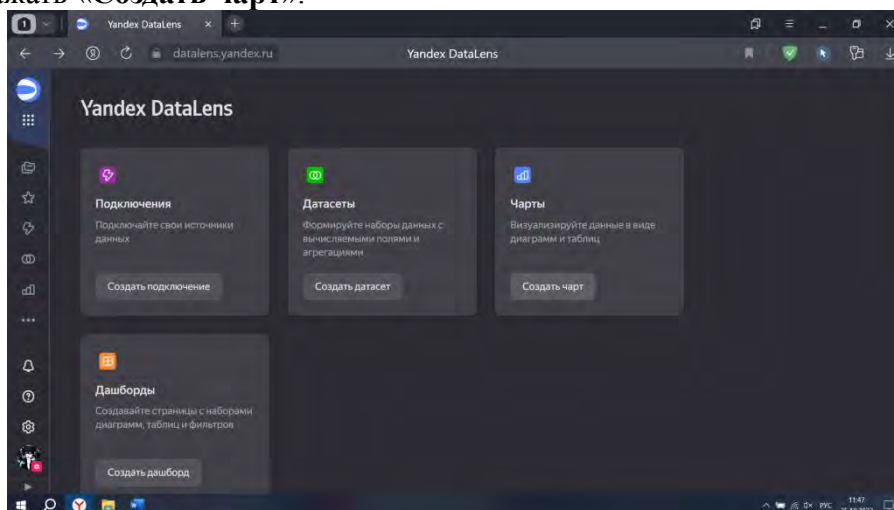 «Создать чарт».
1
Yandex DataLens
datalens.yandex.ru
Yandex DataLens
Yandex DataLens
Подключения
Подключайте свои источники
данных
Создать подключение
Датасеты
Формируйте наборы данных с
вычисляемыми полями и
агрегациями
Создать датасет
Чарты
Визуализируйте данные в виде
диаграмм и таблиц
Создать чарт
Дашборды
Создавайте страницы с наборами
диаграмм, таблиц и фильтров
Создать дашборд
РУС
11:47